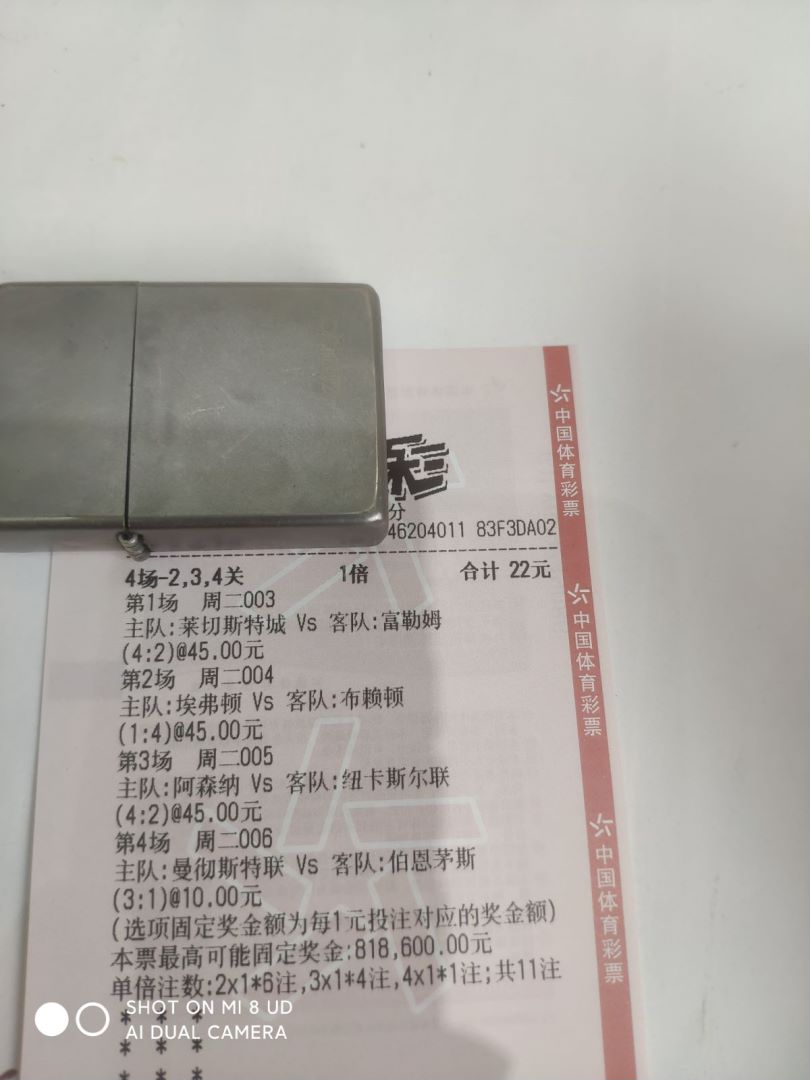 彩
分
46204011 83F3DA02
4场-2,3,4关 1倍 合计 22元
第1场 周二003
主队:莱切斯特城 Vs 客队:富勒姆
(4:2)@45.00元
第2场 周二004
主队:埃弗顿 Vs 客队:布赖顿
(1:4)@45.00元
第3场 周二005
主队:阿森纳 Vs 客队:纽卡斯尔联
(4:2)@45.00元
第4场 周二006
主队:曼彻斯特联 Vs 客队:伯恩茅斯
(3:1)@10.00元
(选项固定奖金额为每1元投注对应的奖金额)
本票最高可能固定奖金:818,600.00元
单倍注数:2x1*6注,3x1*4注,4x1*1注;共11注
* * *
* * *
* * *
中国体育彩票
中国体育彩票
中国体育彩票
SHOT ON MI 8 UD
AI DUAL CAMERA